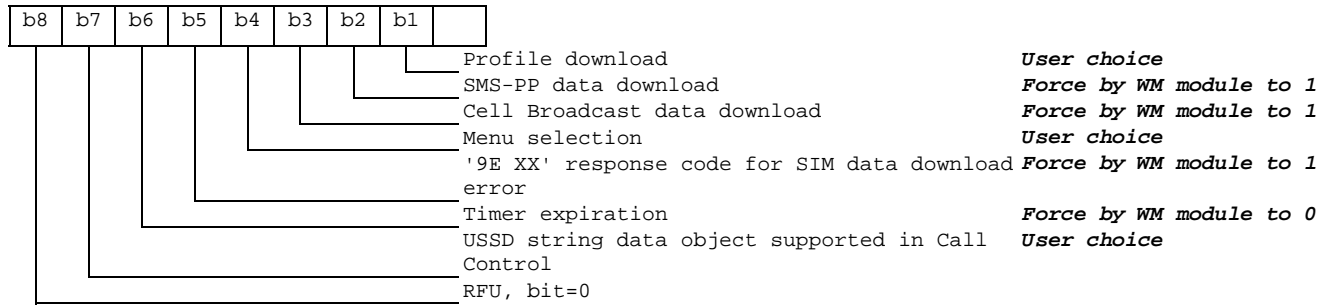 b8 b7 b6 b5 b4 b3 b2 b1
Profile download User choice
SMS-PP data download Force by WM module to 1
Cell Broadcast data download Force by WM module to 1
Menu selection User choice
'9E XX' response code for SIM data download Force by WM module to 1
error
Timer expiration Force by WM module to 0
USSD string data object supported in Call User choice
Control
RFU, bit=0